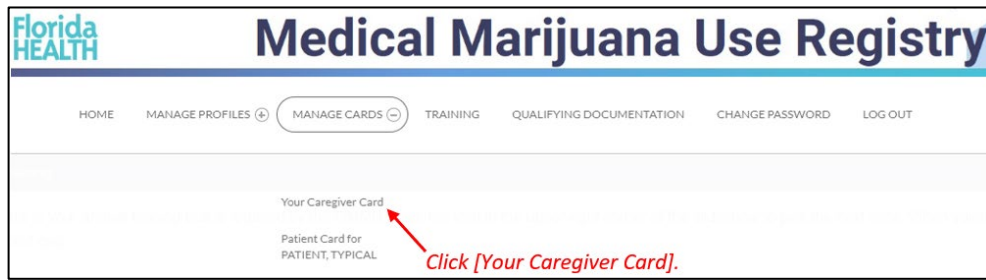 Florida
HEALTH
Medical Marijuana Use Registry
HOME MANAGE PROFILES MANAGE CARDS TRAINING QUALIFYING DOCUMENTATION CHANGE PASSWORD LOG OUT
Your Caregiver Card
Patient Card for
PATIENT, TYPICAL
Click [Your Caregiver Card].